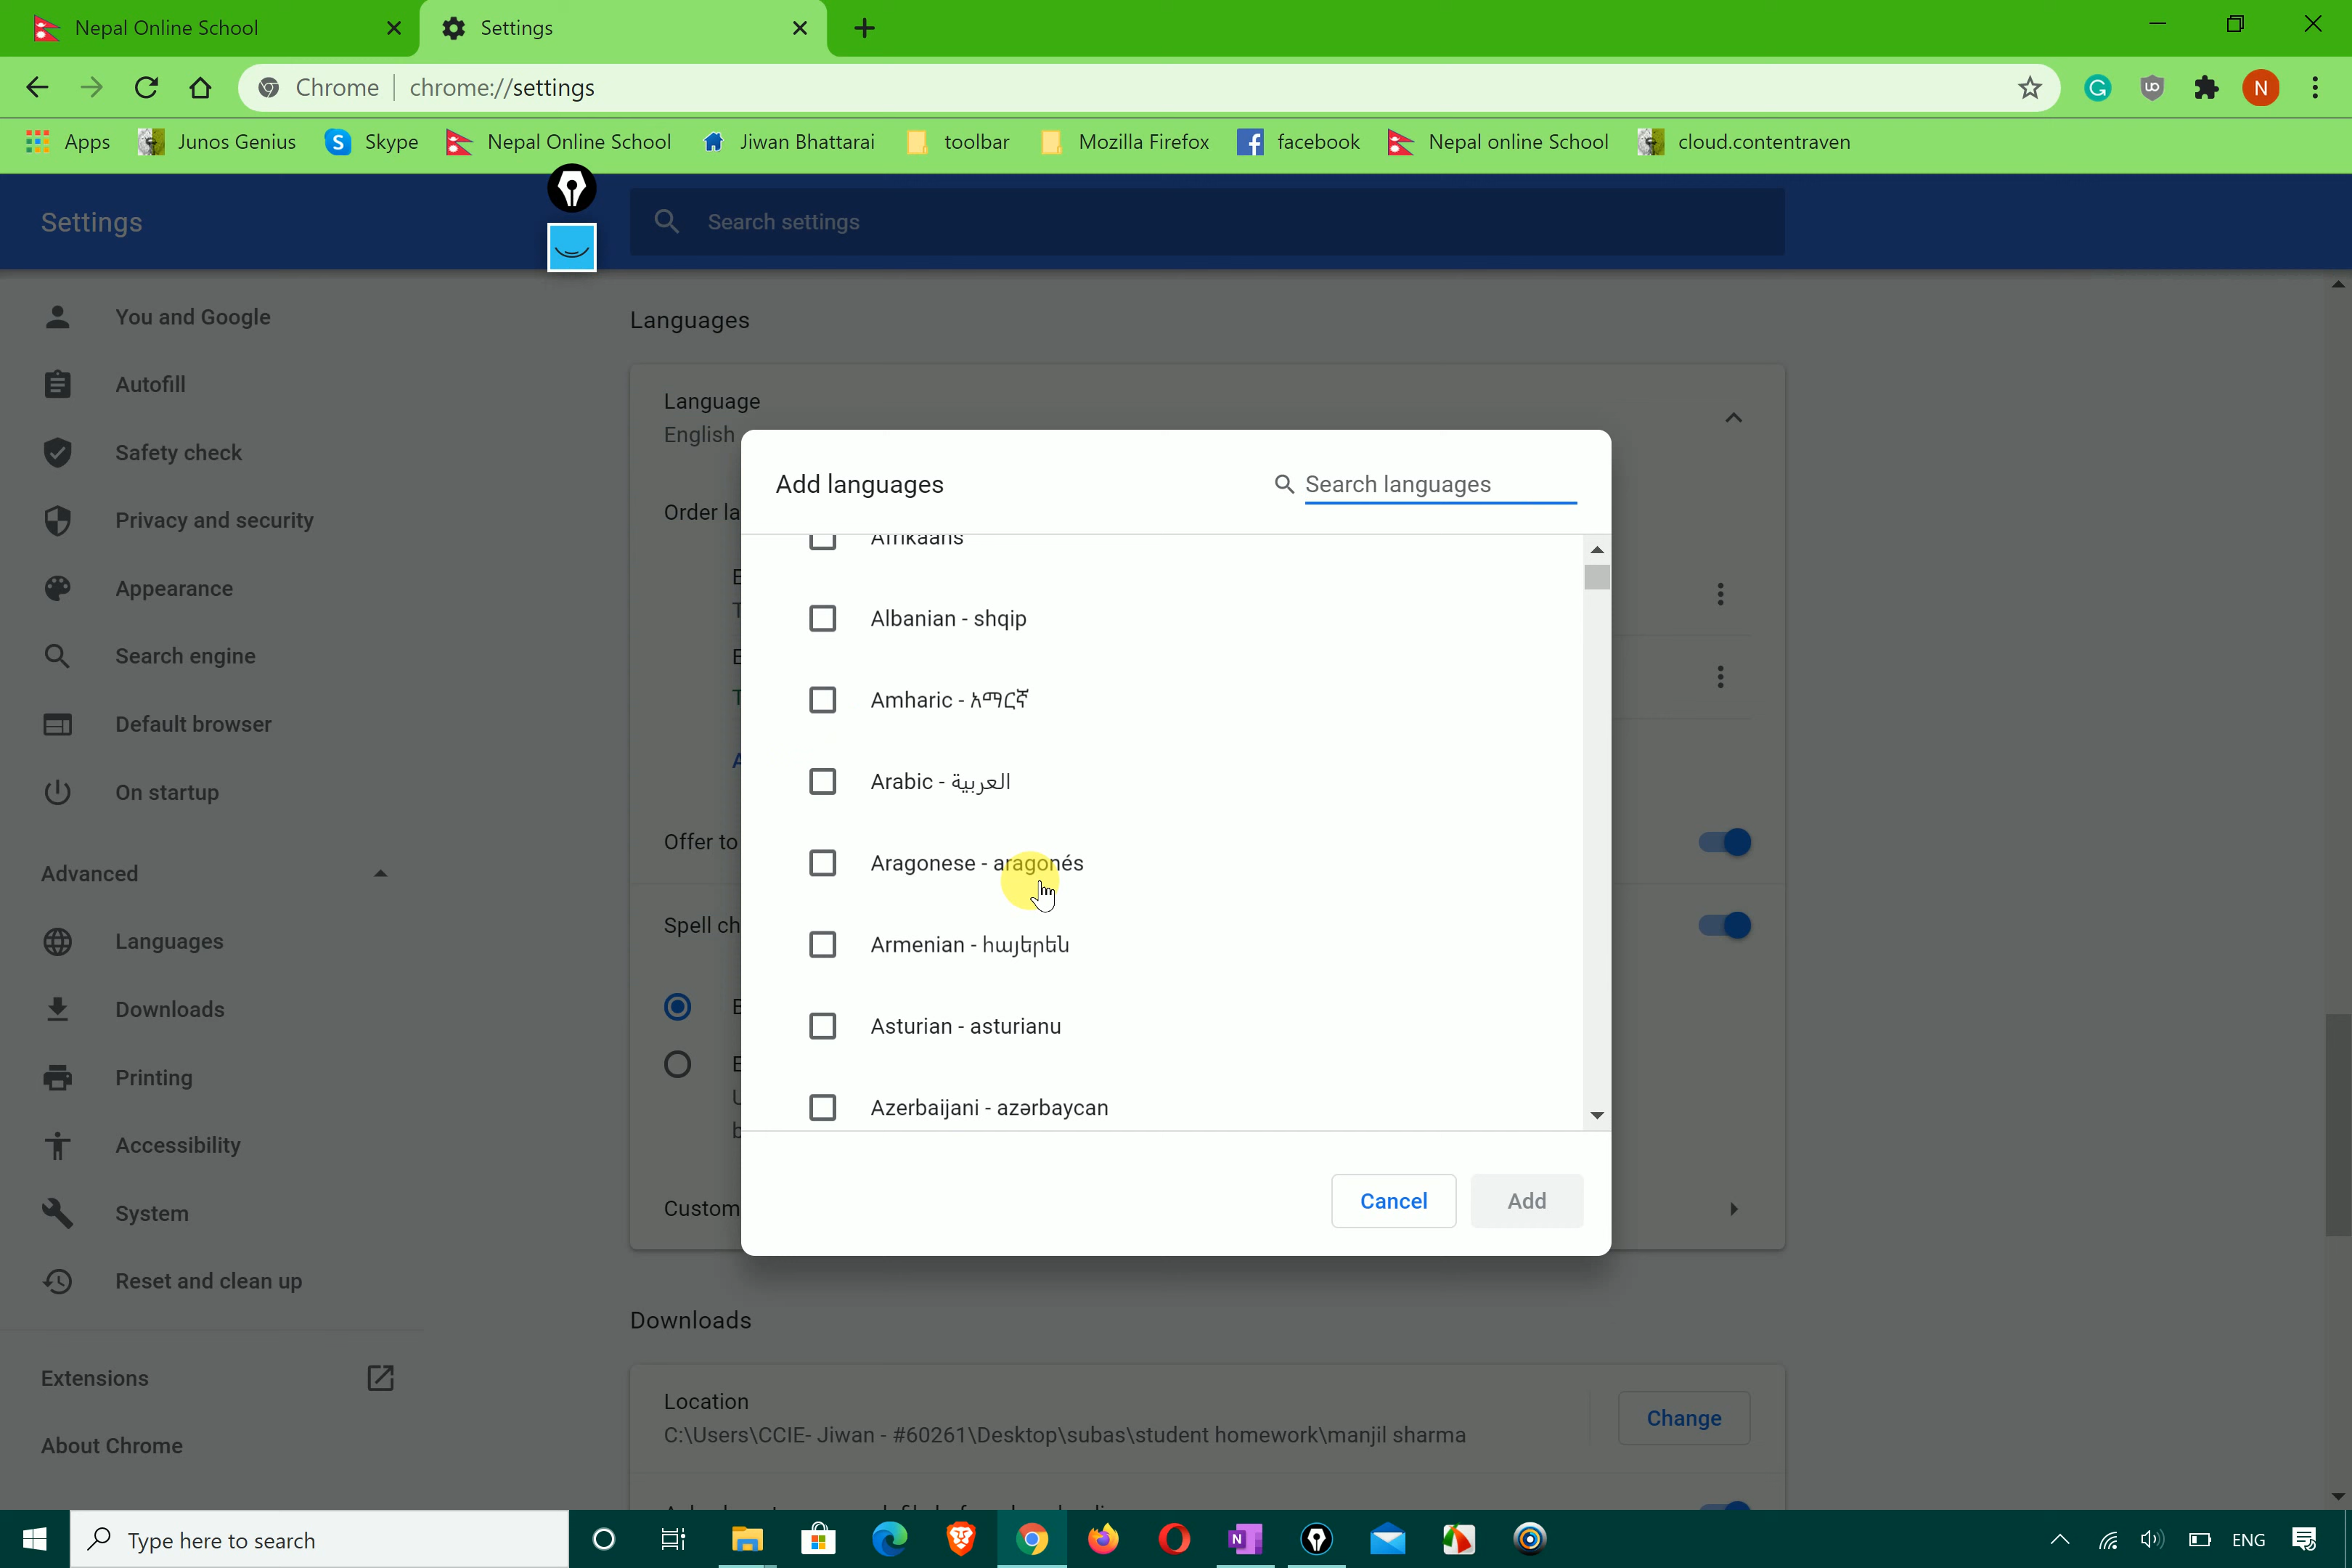 Nepal Online School
Settings
Chrome | chrome://settings
Apps Junos Genius Skype Nepal Online School Jiwan Bhattarai toolbar Mozilla Firefox facebook Nepal online School cloud.contentraven
Settings
Search settings
You and Google
Autofill
Safety check
Privacy and security
Appearance
Search engine
Default browser
On startup
Advanced
Languages
Downloads
Printing
Accessibility
System
Reset and clean up
Extensions
About Chrome
Languages
Language
English
Order la
Offer to
Spell ch
Custom
Add languages
Search languages
Afrikaans
Albanian - shqip
Amharic - አማርኛ
Arabic - العربية
Aragonese - aragonés
Armenian - հայերեն
Asturian - asturianu
Azerbaijani - azərbaycan
Cancel Add
Downloads
Location
C:\Users\CCIE- Jiwan - #60261\Desktop\subas\student homework\manjil sharma
Change
Type here to search
ENG